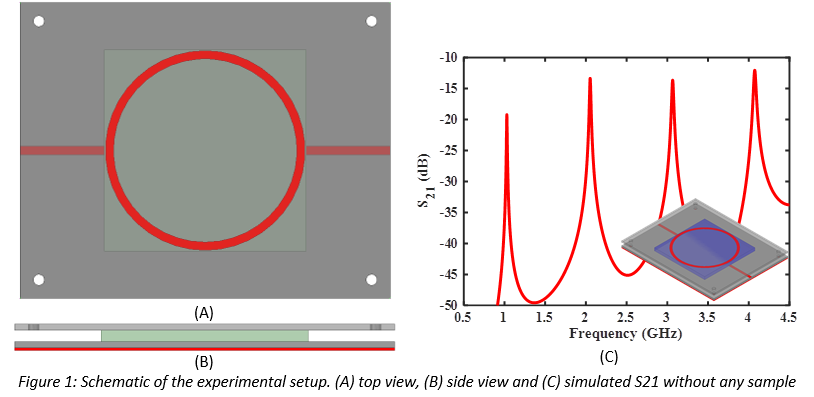 (A)
(B)
S21 (dB)
-10
-15
-20
-25
-30
-35
-40
-45
-50
0.5 1 1.5 2 2.5 3 3.5 4 4.5
Frequency (GHz)
(C)
Figure 1: Schematic of the experimental setup. (A) top view, (B) side view and (C) simulated S21 without any sample